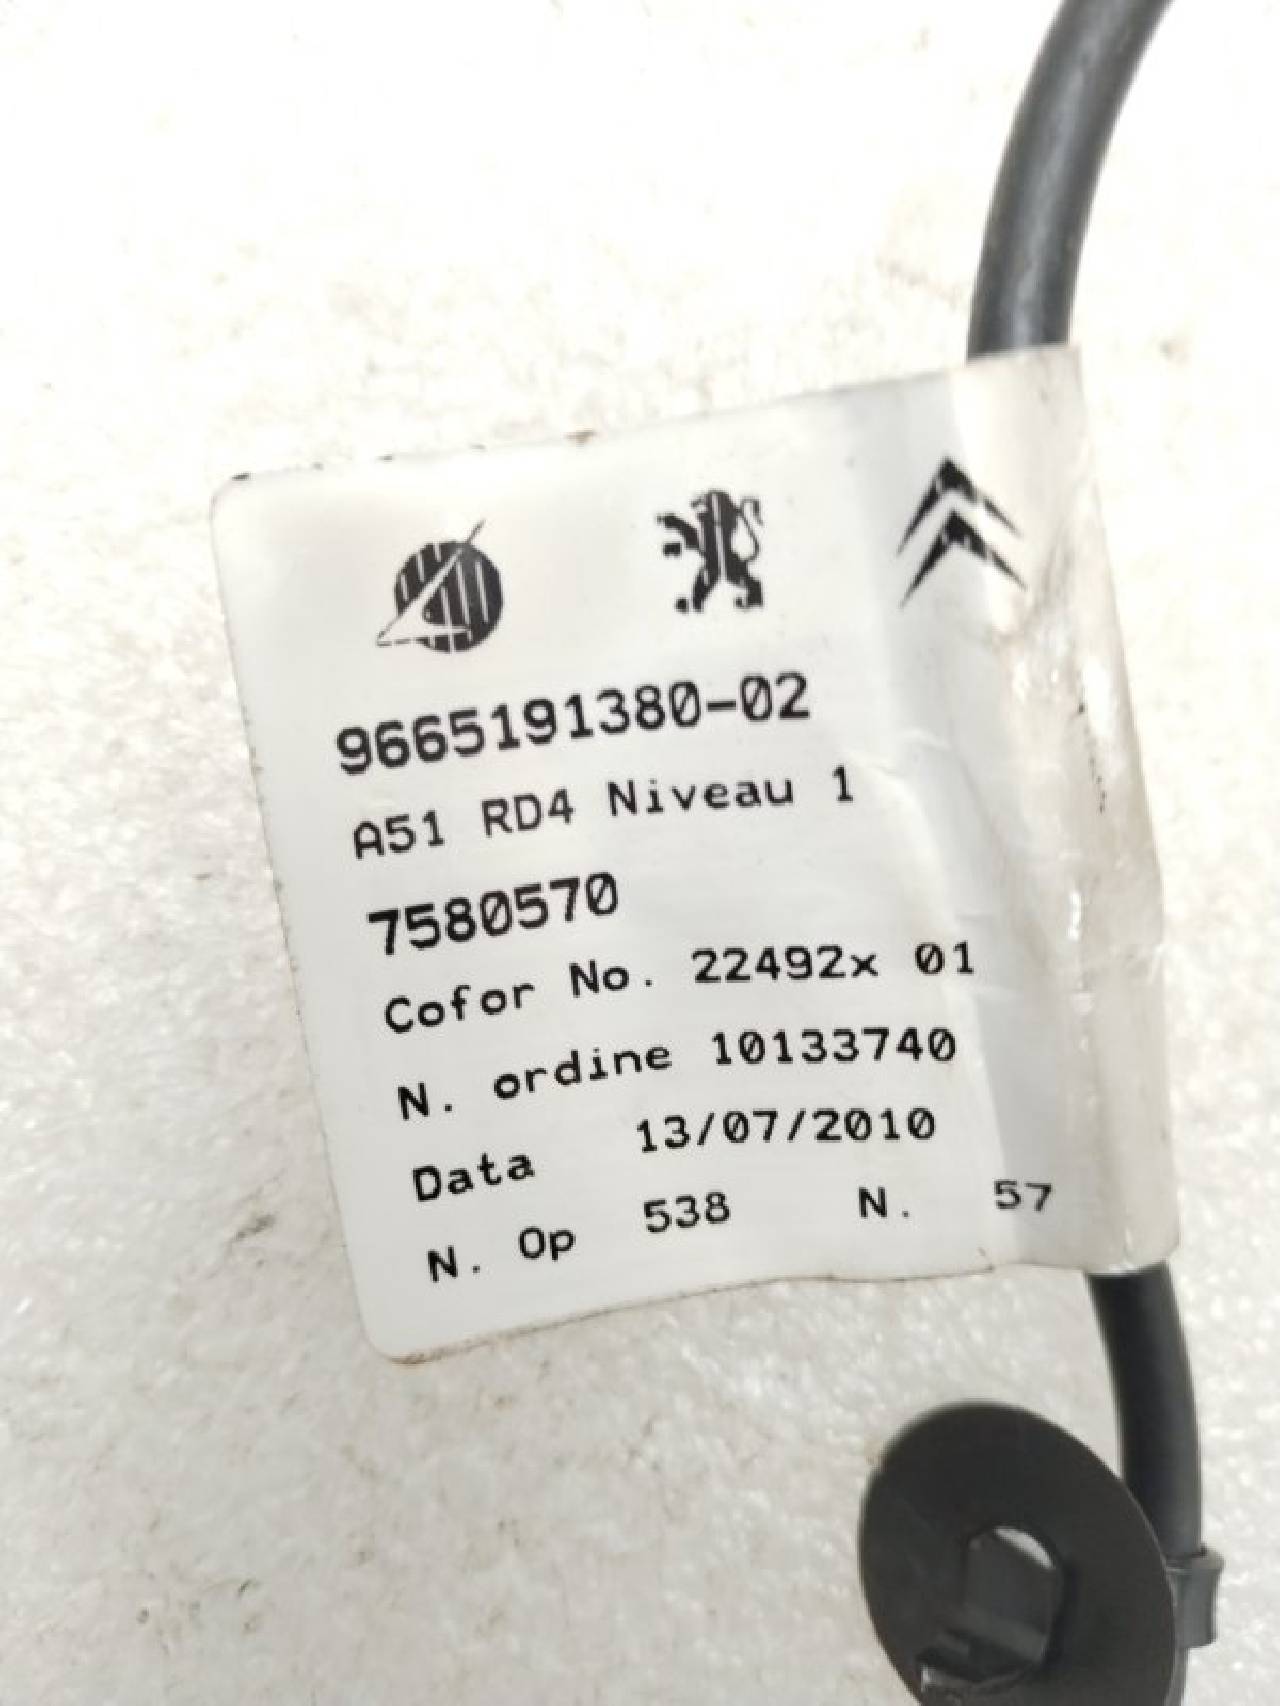 9665191380-02
A51 RD4 Niveau 1
7580570
Cofor No. 22492x 01
N. ordine 10133740
Data 13/07/2010
N. Op 538 N. 57